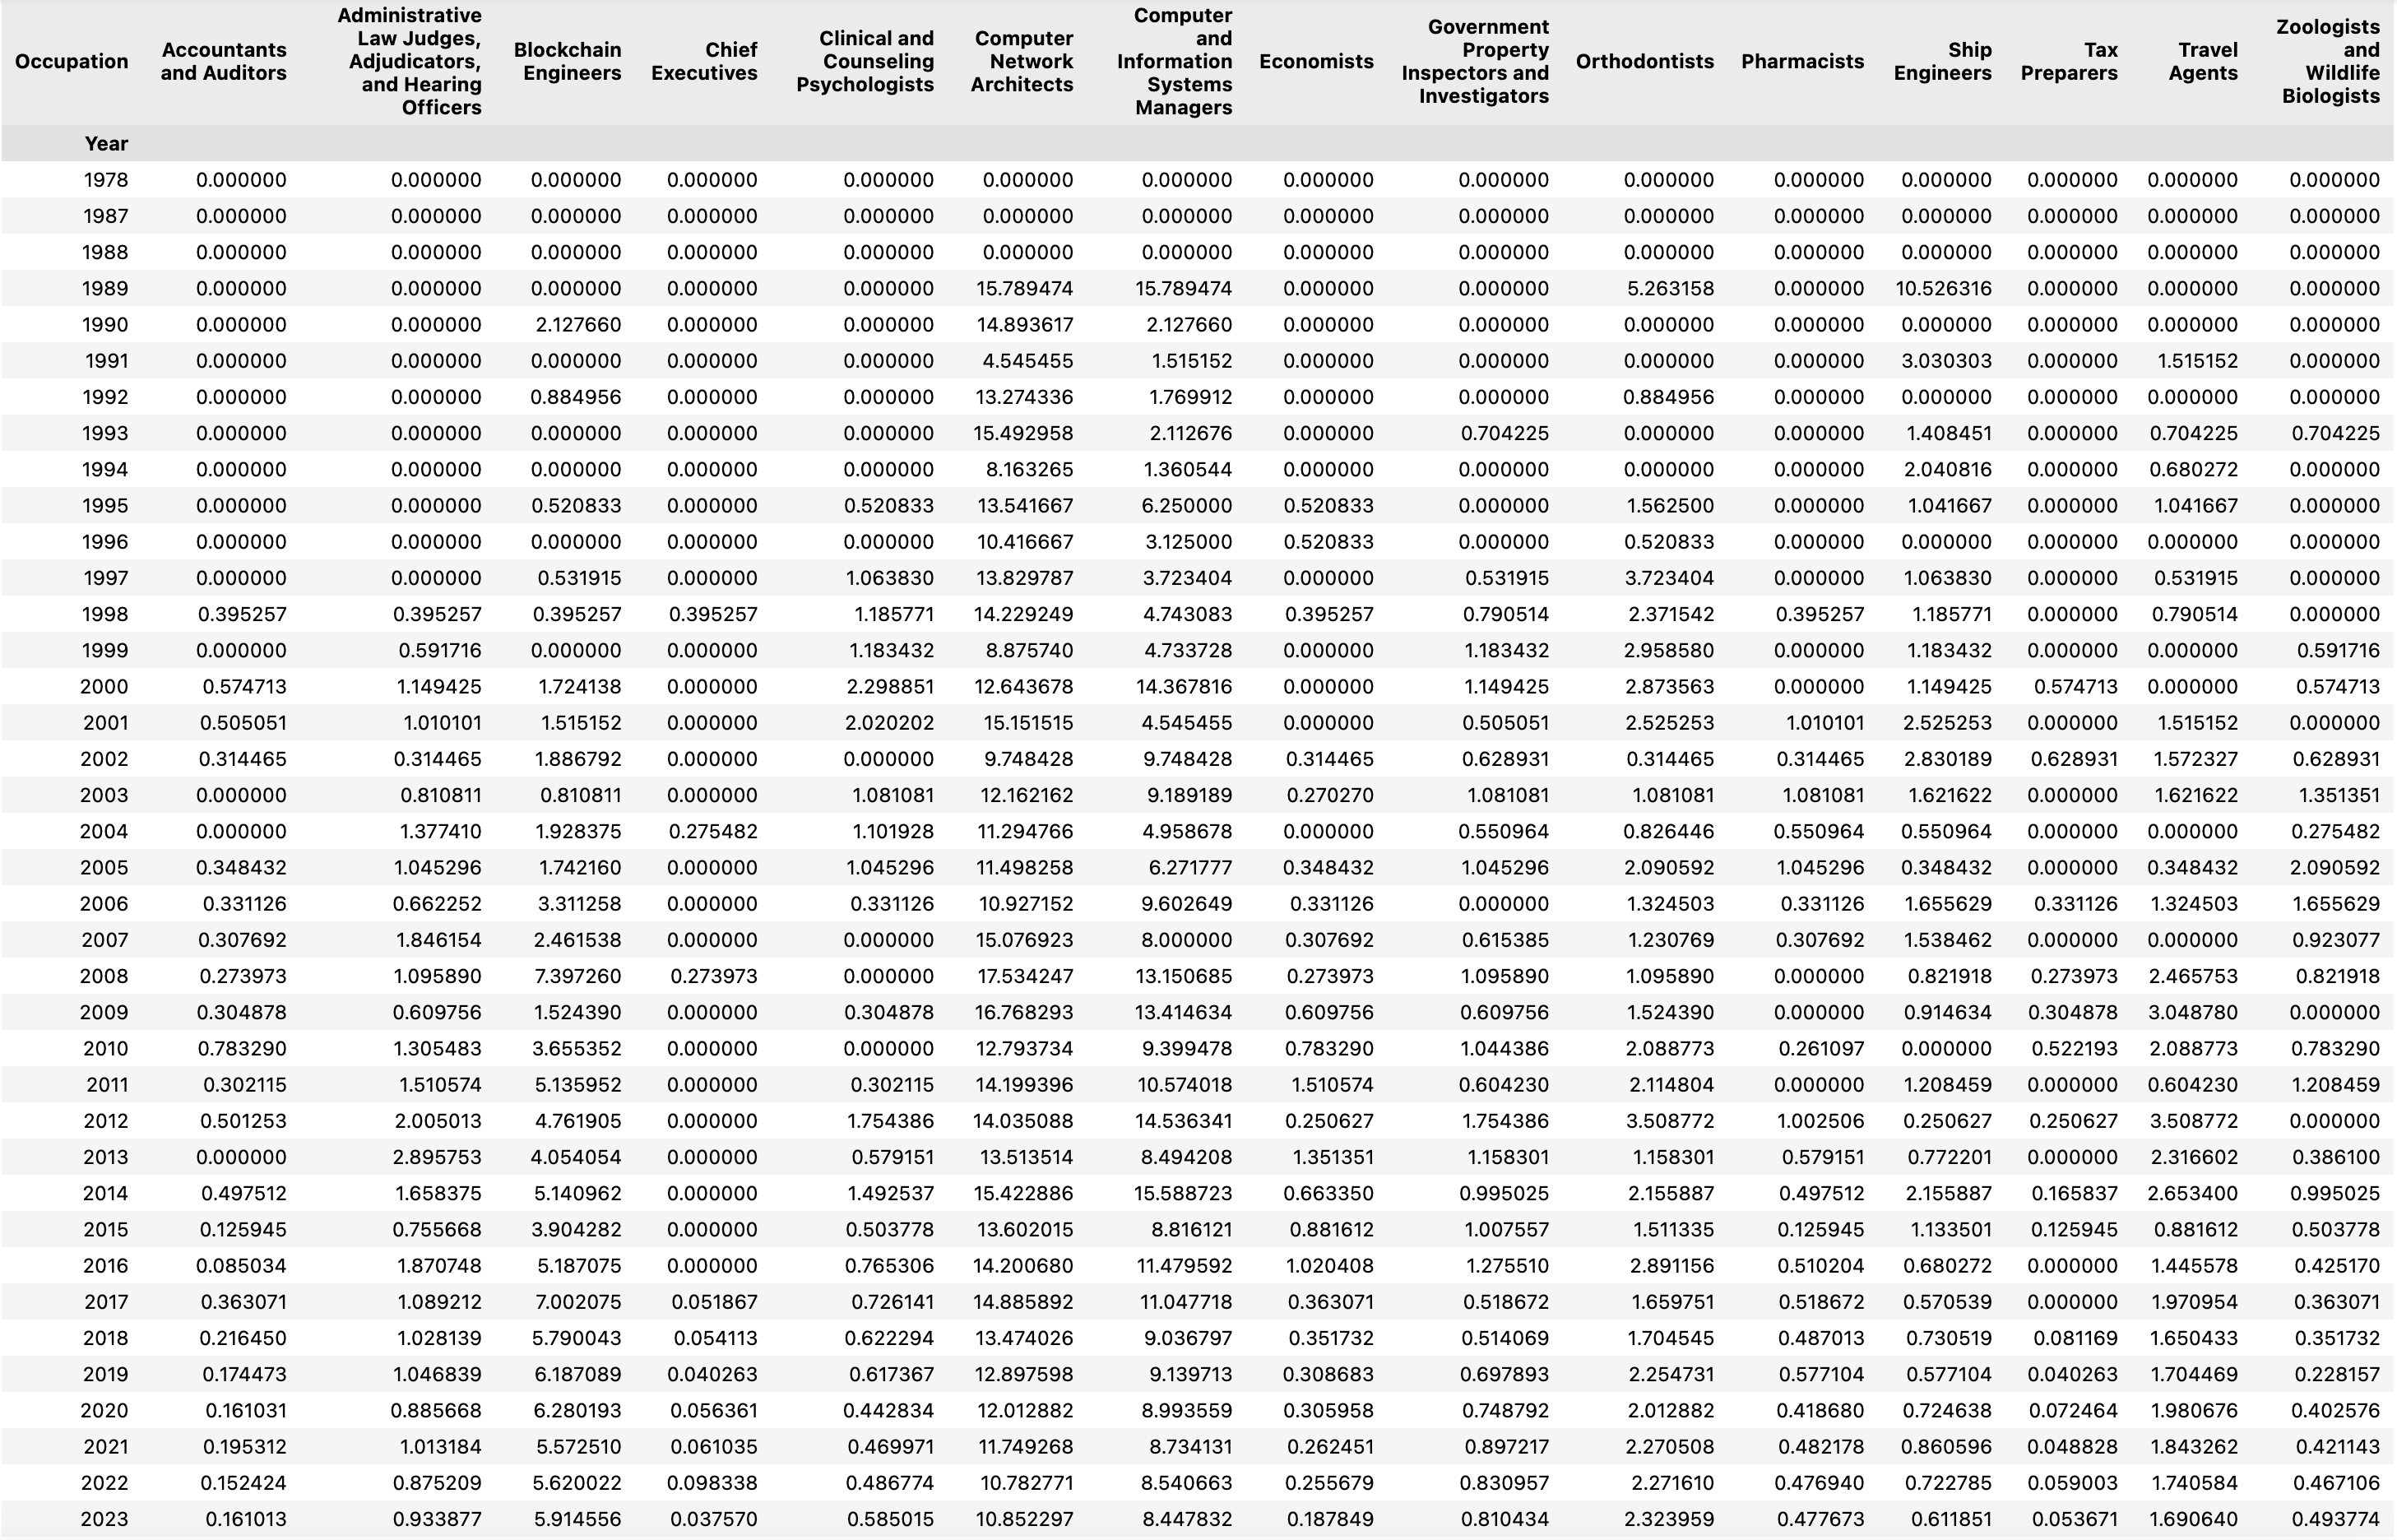 Occupation Accountants and Auditors Administrative Law Judges, Adjudicators, and Hearing Officers Blockchain Engineers Chief Executives Clinical and Counseling Psychologists Computer Network Architects Computer and Information Systems Managers Economists Government Property Inspectors and Investigators Orthodontists Pharmacists Ship Engineers Tax Preparers Travel Agents Zoologists and Wildlife Biologists
Year
1978 0.000000 0.000000 0.000000 0.000000 0.000000 0.000000 0.000000 0.000000 0.000000 0.000000 0.000000 0.000000 0.000000 0.000000 0.000000
1987 0.000000 0.000000 0.000000 0.000000 0.000000 0.000000 0.000000 0.000000 0.000000 0.000000 0.000000 0.000000 0.000000 0.000000 0.000000
1988 0.000000 0.000000 0.000000 0.000000 0.000000 0.000000 0.000000 0.000000 0.000000 0.000000 0.000000 0.000000 0.000000 0.000000 0.000000
1989 0.000000 0.000000 0.000000 0.000000 0.000000 15.789474 15.789474 0.000000 0.000000 5.263158 0.000000 10.526316 0.000000 0.000000 0.000000
1990 0.000000 0.000000 2.127660 0.000000 0.000000 14.893617 2.127660 0.000000 0.000000 0.000000 0.000000 0.000000 0.000000 0.000000 0.000000
1991 0.000000 0.000000 0.000000 0.000000 0.000000 4.545455 1.515152 0.000000 0.000000 0.000000 0.000000 3.030303 0.000000 1.515152 0.000000
1992 0.000000 0.000000 0.884956 0.000000 0.000000 13.274336 1.769912 0.000000 0.000000 0.884956 0.000000 0.000000 0.000000 0.000000 0.000000
1993 0.000000 0.000000 0.000000 0.000000 0.000000 15.492958 2.112676 0.000000 0.704225 0.000000 0.000000 1.408451 0.000000 0.704225 0.704225
1994 0.000000 0.000000 0.000000 0.000000 0.000000 8.163265 1.360544 0.000000 0.000000 0.000000 0.000000 2.040816 0.000000 0.680272 0.000000
1995 0.000000 0.000000 0.520833 0.000000 0.520833 13.541667 6.250000 0.520833 0.000000 1.562500 0.000000 1.041667 0.000000 1.041667 0.000000
1996 0.000000 0.000000 0.000000 0.000000 0.000000 10.416667 3.125000 0.520833 0.000000 0.520833 0.000000 0.000000 0.000000 0.000000 0.000000
1997 0.000000 0.000000 0.531915 0.000000 1.063830 13.829787 3.723404 0.000000 0.531915 3.723404 0.000000 1.063830 0.000000 0.531915 0.000000
1998 0.395257 0.395257 0.395257 0.395257 1.185771 14.229249 4.743083 0.395257 0.790514 2.371542 0.395257 1.185771 0.000000 0.790514 0.000000
1999 0.000000 0.591716 0.000000 0.000000 1.183432 8.875740 4.733728 0.000000 1.183432 2.958580 0.000000 1.183432 0.000000 0.000000 0.591716
2000 0.574713 1.149425 1.724138 0.000000 2.298851 12.643678 14.367816 0.000000 1.149425 2.873563 0.000000 1.149425 0.574713 0.000000 0.574713
2001 0.505051 1.010101 1.515152 0.000000 2.020202 15.151515 4.545455 0.000000 0.505051 2.525253 1.010101 2.525253 0.000000 1.515152 0.000000
2002 0.314465 0.314465 1.886792 0.000000 0.000000 9.748428 9.748428 0.314465 0.628931 0.314465 0.314465 2.830189 0.628931 1.572327 0.628931
2003 0.000000 0.810811 0.810811 0.000000 1.081081 12.162162 9.189189 0.270270 1.081081 1.081081 1.081081 1.621622 0.000000 1.621622 1.351351
2004 0.000000 1.377410 1.928375 0.275482 1.101928 11.294766 4.958678 0.000000 0.550964 0.826446 0.550964 0.550964 0.000000 0.000000 0.275482
2005 0.348432 1.045296 1.742160 0.000000 1.045296 11.498258 6.271777 0.348432 1.045296 2.090592 1.045296 0.348432 0.000000 0.348432 2.090592
2006 0.331126 0.662252 3.311258 0.000000 0.331126 10.927152 9.602649 0.331126 0.000000 1.324503 0.331126 1.655629 0.331126 1.324503 1.655629
2007 0.307692 1.846154 2.461538 0.000000 0.000000 15.076923 8.000000 0.307692 0.615385 1.230769 0.307692 1.538462 0.000000 0.000000 0.923077
2008 0.273973 1.095890 7.397260 0.273973 0.000000 17.534247 13.150685 0.273973 1.095890 1.095890 0.000000 0.821918 0.273973 2.465753 0.821918
2009 0.304878 0.609756 1.524390 0.000000 0.304878 16.768293 13.414634 0.609756 0.609756 1.524390 0.000000 0.914634 0.304878 3.048780 0.000000
2010 0.783290 1.305483 3.655352 0.000000 0.000000 12.793734 9.399478 0.783290 1.044386 2.088773 0.261097 0.000000 0.522193 2.088773 0.783290
2011 0.302115 1.510574 5.135952 0.000000 0.302115 14.199396 10.574018 1.510574 0.604230 2.114804 0.000000 1.208459 0.000000 0.604230 1.208459
2012 0.501253 2.005013 4.761905 0.000000 1.754386 14.035088 14.536341 0.250627 1.754386 3.508772 1.002506 0.250627 0.250627 3.508772 0.000000
2013 0.000000 2.895753 4.054054 0.000000 0.579151 13.513514 8.494208 1.351351 1.158301 1.158301 0.579151 0.772201 0.000000 2.316602 0.386100
2014 0.497512 1.658375 5.140962 0.000000 1.492537 15.422886 15.588723 0.663350 0.995025 2.155887 0.497512 2.155887 0.165837 2.653400 0.995025
2015 0.125945 0.755668 3.904282 0.000000 0.503778 13.602015 8.816121 0.881612 1.007557 1.511335 0.125945 1.133501 0.125945 0.881612 0.503778
2016 0.085034 1.870748 5.187075 0.000000 0.765306 14.200680 11.479592 1.020408 1.275510 2.891156 0.510204 0.680272 0.000000 1.445578 0.425170
2017 0.363071 1.089212 7.002075 0.051867 0.726141 14.885892 11.047718 0.363071 0.518672 1.659751 0.518672 0.570539 0.000000 1.970954 0.363071
2018 0.216450 1.028139 5.790043 0.054113 0.622294 13.474026 9.036797 0.351732 0.514069 1.704545 0.487013 0.730519 0.081169 1.650433 0.351732
2019 0.174473 1.046839 6.187089 0.040263 0.617367 12.897598 9.139713 0.308683 0.697893 2.254731 0.577104 0.577104 0.040263 1.704469 0.228157
2020 0.161031 0.885668 6.280193 0.056361 0.442834 12.012882 8.993559 0.305958 0.748792 2.012882 0.418680 0.724638 0.072464 1.980676 0.402576
2021 0.195312 1.013184 5.572510 0.061035 0.469971 11.749268 8.734131 0.262451 0.897217 2.270508 0.482178 0.860596 0.048828 1.843262 0.421143
2022 0.152424 0.875209 5.620022 0.098338 0.486774 10.782771 8.540663 0.255679 0.830957 2.271610 0.476940 0.722785 0.059003 1.740584 0.467106
2023 0.161013 0.933877 5.914556 0.037570 0.585015 10.852297 8.447832 0.187849 0.810434 2.323959 0.477673 0.611851 0.053671 1.690640 0.493774